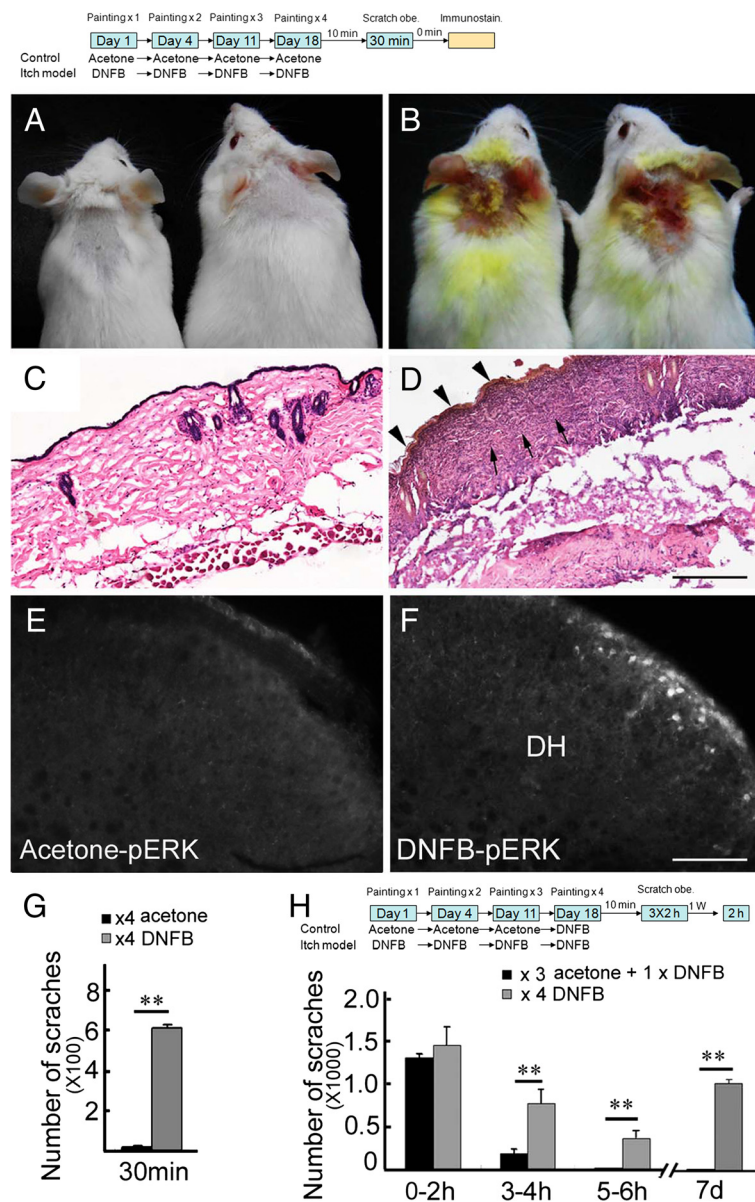 Painting x 1 Painting x 2 Painting x 3 Painting x 4 Scratch obe. Immunostain.
Day 1 Day 4 Day 11 Day 18 10 min 30 min 0 min
Control Acetone → Acetone → Acetone → Acetone
Itch model DNFB → DNFB → DNFB → DNFB
A B
C D
E F
DH
Acetone-pERK DNFB-pERK
G
x4 acetone
x4 DNFB
**
Number of scraches
(X100)
8
6
4
2
30min
H
Painting x 1 Painting x 2 Painting x 3 Painting x 4 Scratch obe.
Day 1 Day 4 Day 11 Day 18 10 min 3X2 h 1 W 2 h
Control Acetone → Acetone → Acetone → DNFB
Itch model DNFB → DNFB → DNFB → DNFB
x 3 acetone + 1 x DNFB
x 4 DNFB
Number of scraches
(X1000)
2.0
1.5
1.0
0.5
0
** ** **
0-2h 3-4h 5-6h 7d